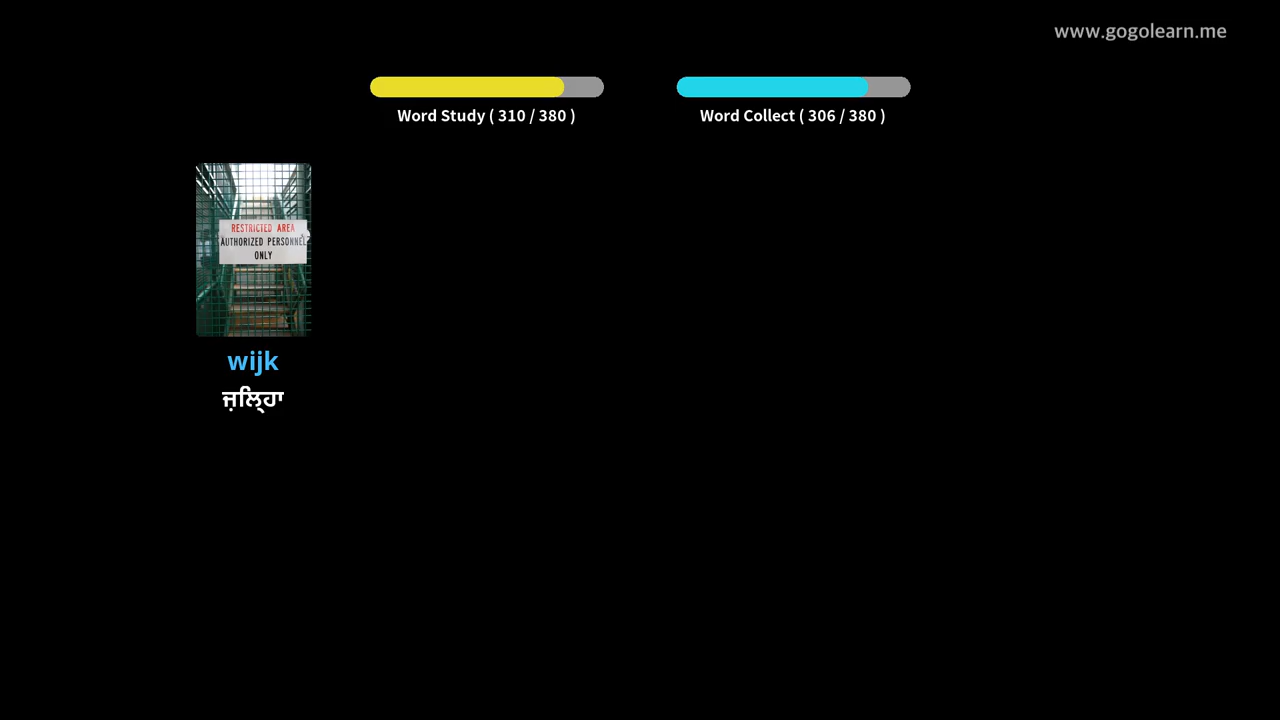 www.gogolearn.me
Word Study ( 310 / 380 )
Word Collect ( 306 / 380 )
RESTRICTED AREA
AUTHORIZED PERSONNEL
ONLY
wijk
ਜ਼ਿਲ੍ਹਾ